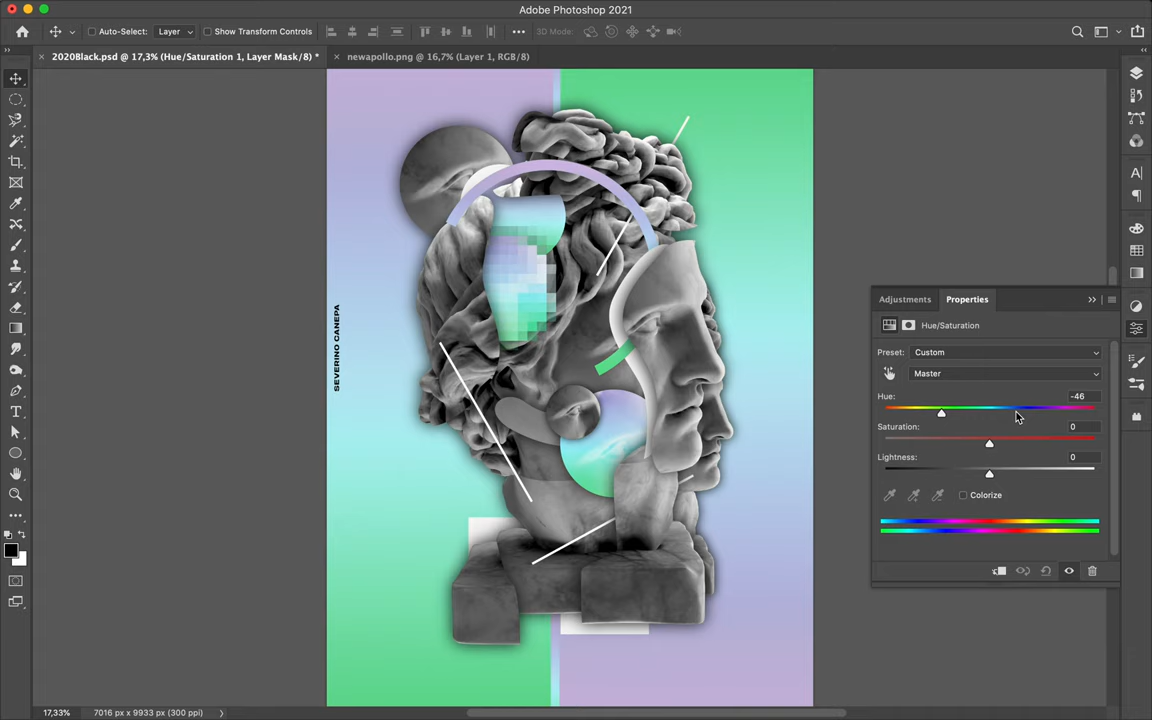 Adobe Photoshop 2021
Auto-Select: Layer Show Transform Controls 3D Mode:
2020Black.psd @ 17,3% (Hue/Saturation 1, Layer Mask/8) * newapollo.png @ 16,7% (Layer 1, RGB/8)
SEVERINO CANEPA
Adjustments Properties
Hue/Saturation
Preset: Custom
Master
Hue: -46
Saturation: 0
Lightness: 0
Colorize
17,33% 7016 px x 9933 px (300 ppi)